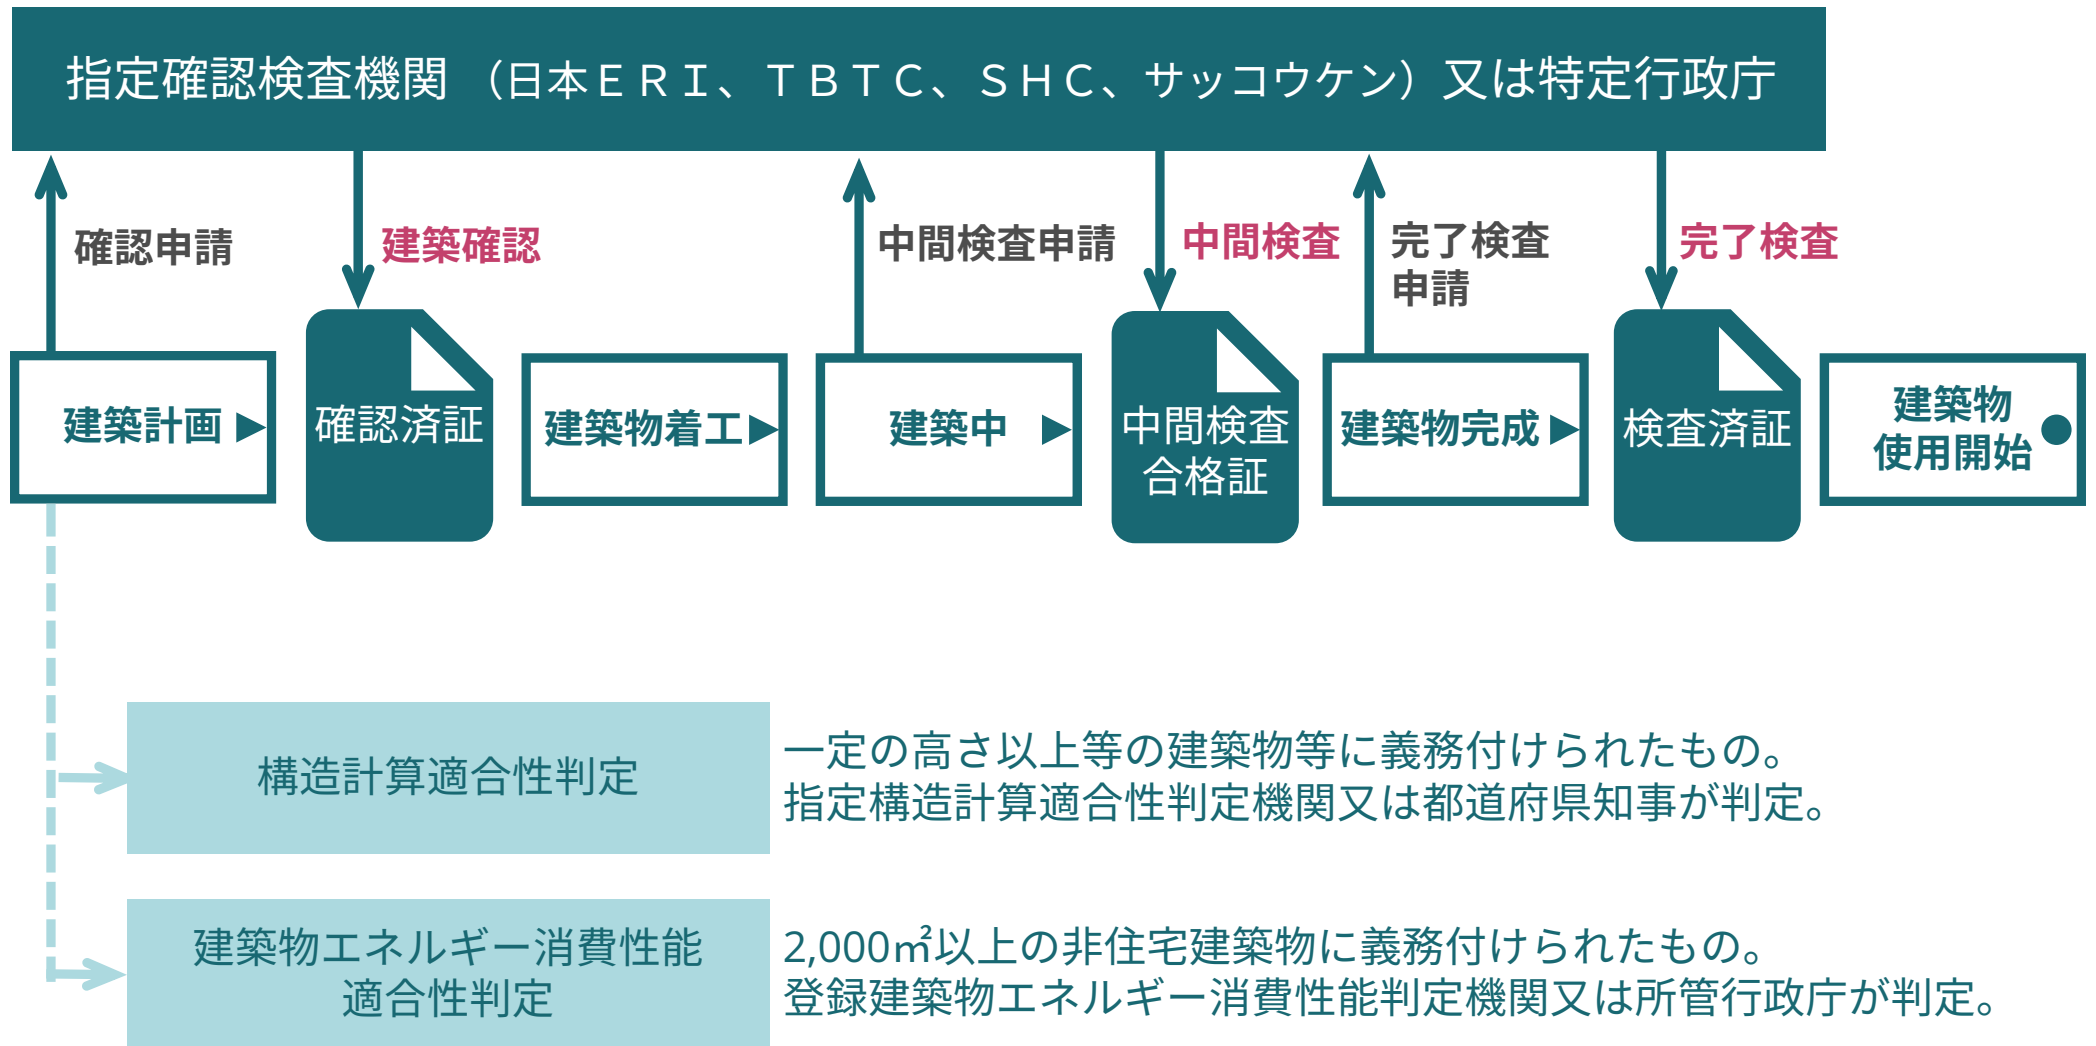 指定確認検査機関 （日本ＥＲＩ、ＴＢＴＣ、ＳＨＣ、サッコウケン）又は特定行政庁
確認申請
建築確認
中間検査申請
中間検査
完了検査
申請
完了検査
建築計画
確認済証
建築物着工
建築中
中間検査
合格証
建築物完成
検査済証
建築物
使用開始
構造計算適合性判定
一定の高さ以上等の建築物等に義務付けられたもの。
指定構造計算適合性判定機関又は都道府県知事が判定。
建築物エネルギー消費性能
適合性判定
2,000㎡以上の非住宅建築物に義務付けられたもの。
登録建築物エネルギー消費性能判定機関又は所管行政庁が判定。